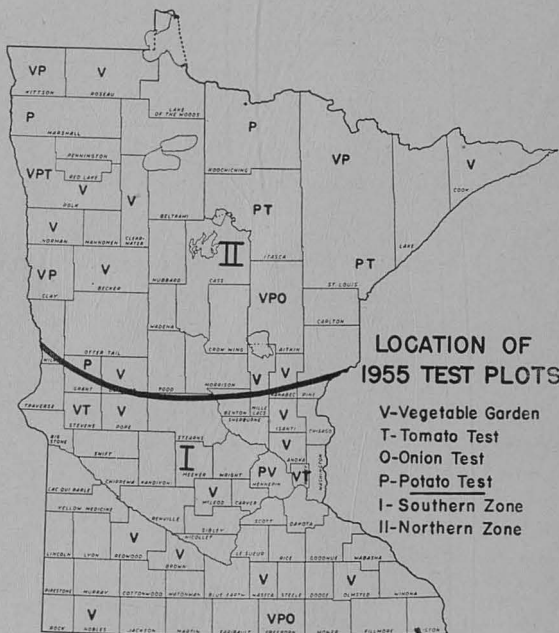 VP
V
KITTSON
ROSEAU
LAKE
OF THE WOODS
P
MARSHALL
P
KOOCHICHING
VP
V
COOK
LAKE
PENNINGTON
VPT
RED LAKE
V
POLK
V
V
NORMAN
MAHNOMEN
CLEAR-
WATER
BELTRAMI
PT
ITASCA
II
HUBBARD
CASS
ST. LOUIS
PT
VP
CLAY
V
BECKER
VPO
WADENA
CROW WING
AITKIN
CARLTON
OTTER TAIL
P
V
GRANT
TODD
MORRISON
V
V
PINE
LOCATION OF
1955 TEST PLOTS
V-Vegetable Garden
T-Tomato Test
O-Onion Test
P-Potato Test
I-Southern Zone
II-Northern Zone
TRAVERSE
VT
STEVENS
POPE
BIG
STONE
STEARNS
BENTON
SHERBURNE
MILLE
LACS
ISANTI
CHISAGO
V
SWIFT
I
MEEKER
WRIGHT
PV
HENNEPIN
ANOKA
VT
WASHINGTON
LAC QUI PARLE
CHIPPEWA
KANDIYOHI
V
MCLEOD
CARVER
YELLOW MEDICINE
RENVILLE
SIBLEY
NICOLLET
SCOTT
DAKOTA
LINCOLN
LYON
REDWOOD
V
BROWN
LE SUEUR
RICE
GOODHUE
WABASHA
V
V
PIPESTONE
MURRAY
COTTONWOOD
WATONWAN
BLUE EARTH
WASECA
STEELE
DODGE
OLMSTED
WINONA
V
VPO
ROCK
NOBLES
JACKSON
MARTIN
FARIBAULT
FREEBORN
MOWER
FILLMORE